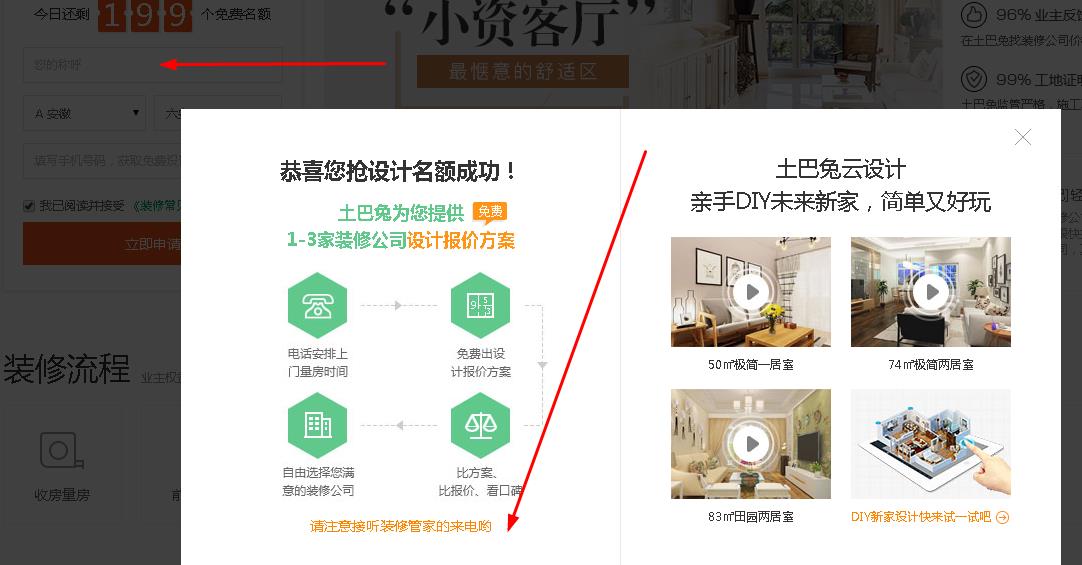 今日还剩 199 个免费名额
您的称呼
A 安徽
六
填写手机号码，获取免费
我已阅读并接受 《装修常
立即申请
“小资客厅”
最惬意的舒适区
96% 业主反
在土巴兔找装修公司价
99% 工地证
土巴兔监管严格，施工
装修流程
业主权
收房量房
前
恭喜您抢设计名额成功！
土巴兔为您提供 免费
1-3家装修公司设计报价方案
电话安排上
门量房时间
免费出设
计报价方案
自由选择您满
意的装修公司
比方案、
比报价、看口碑
请注意接听装修管家的来电哟
土巴兔云设计
亲手DIY未来新家，简单又好玩
50㎡极简一居室
74㎡极简两居室
83㎡田园两居室
DIY新家设计快来试一试吧